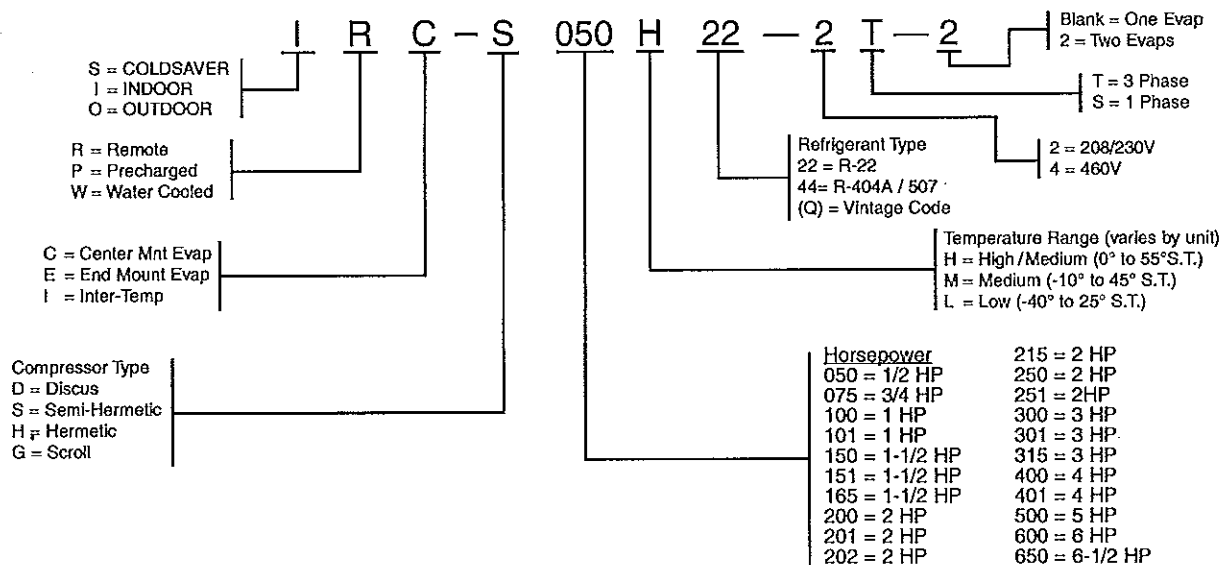 I R C - S 050 H 22 - 2 T - 2
Blank = One Evap
2 = Two Evaps
S = COLDSAVER
I = INDOOR
O = OUTDOOR
T = 3 Phase
S = 1 Phase
R = Remote
P = Precharged
W = Water Cooled
Refrigerant Type
22 = R-22
44= R-404A / 507
(Q) = Vintage Code
2 = 208/230V
4 = 460V
C = Center Mnt Evap
E = End Mount Evap
I = Inter-Temp
Temperature Range (varies by unit)
H = High / Medium (0° to 55°S.T.)
M = Medium (-10° to 45° S.T.)
L = Low (-40° to 25° S.T.)
Compressor Type
D = Discus
S = Semi-Hermetic
H = Hermetic
G = Scroll
Horsepower
050 = 1/2 HP
075 = 3/4 HP
100 = 1 HP
101 = 1 HP
150 = 1-1/2 HP
151 = 1-1/2 HP
165 = 1-1/2 HP
200 = 2 HP
201 = 2 HP
202 = 2 HP
215 = 2 HP
250 = 2 HP
251 = 2HP
300 = 3 HP
301 = 3 HP
315 = 3 HP
400 = 4 HP
401 = 4 HP
500 = 5 HP
600 = 6 HP
650 = 6-1/2 HP